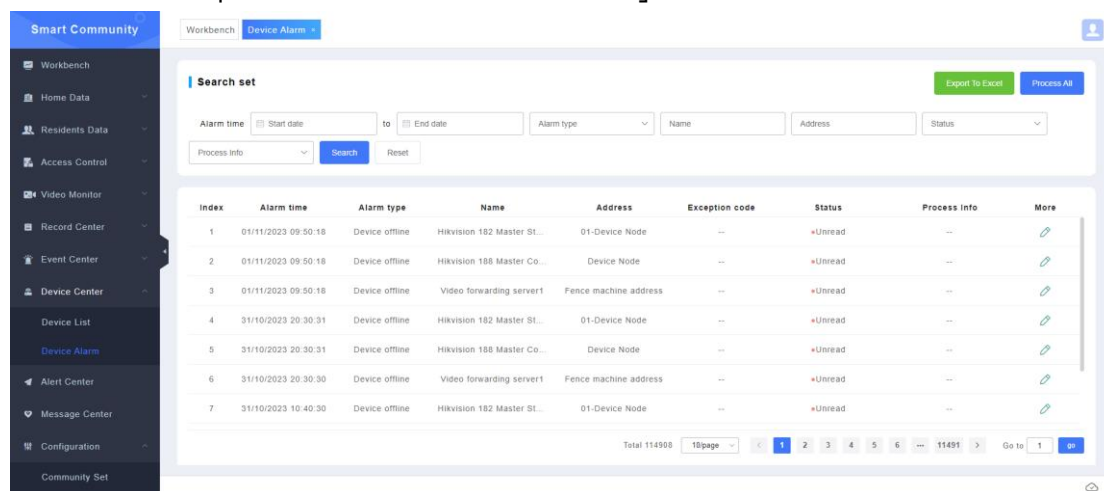 Smart Community
Workbench
Device Alarm
Workbench
Home Data
Residents Data
Access Control
Video Monitor
Record Center
Event Center
Device Center
Device List
Device Alarm
Alert Center
Message Center
Configuration
Community Set
Search set
Export To Excel
Process All
Alarm time Start date to End date Alarm type Name Address Status
Process Info Search Reset
Index Alarm time Alarm type Name Address Exception code Status Process Info More
1 01/11/2023 09:50:18 Device offline Hikvision 182 Master St... 01-Device Node -- Unread --
2 01/11/2023 09:50:18 Device offline Hikvision 188 Master Co... Device Node -- Unread --
3 01/11/2023 09:50:18 Device offline Video forwarding server1 Fence machine address -- Unread --
4 31/10/2023 20:30:31 Device offline Hikvision 182 Master St... 01-Device Node -- Unread --
5 31/10/2023 20:30:31 Device offline Hikvision 188 Master Co... Device Node -- Unread --
6 31/10/2023 20:30:30 Device offline Video forwarding server1 Fence machine address -- Unread --
7 31/10/2023 10:40:30 Device offline Hikvision 182 Master St... 01-Device Node -- Unread --
Total 114908 10/page < 1 2 3 4 5 6 ... 11491 > Go to 1 go